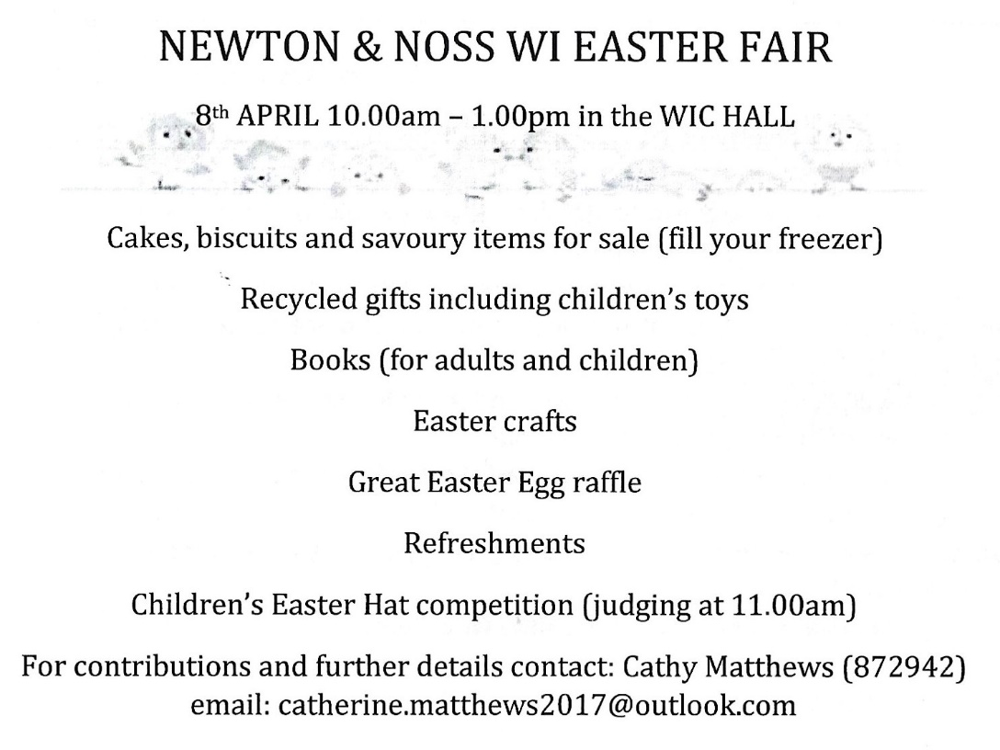 NEWTON & NOSS WI EASTER FAIR
8th APRIL 10.00am – 1.00pm in the WIC HALL
Cakes, biscuits and savoury items for sale (fill your freezer)
Recycled gifts including children’s toys
Books (for adults and children)
Easter crafts
Great Easter Egg raffle
Refreshments
Children’s Easter Hat competition (judging at 11.00am)
For contributions and further details contact: Cathy Matthews (872942)
email: catherine.matthews2017@outlook.com